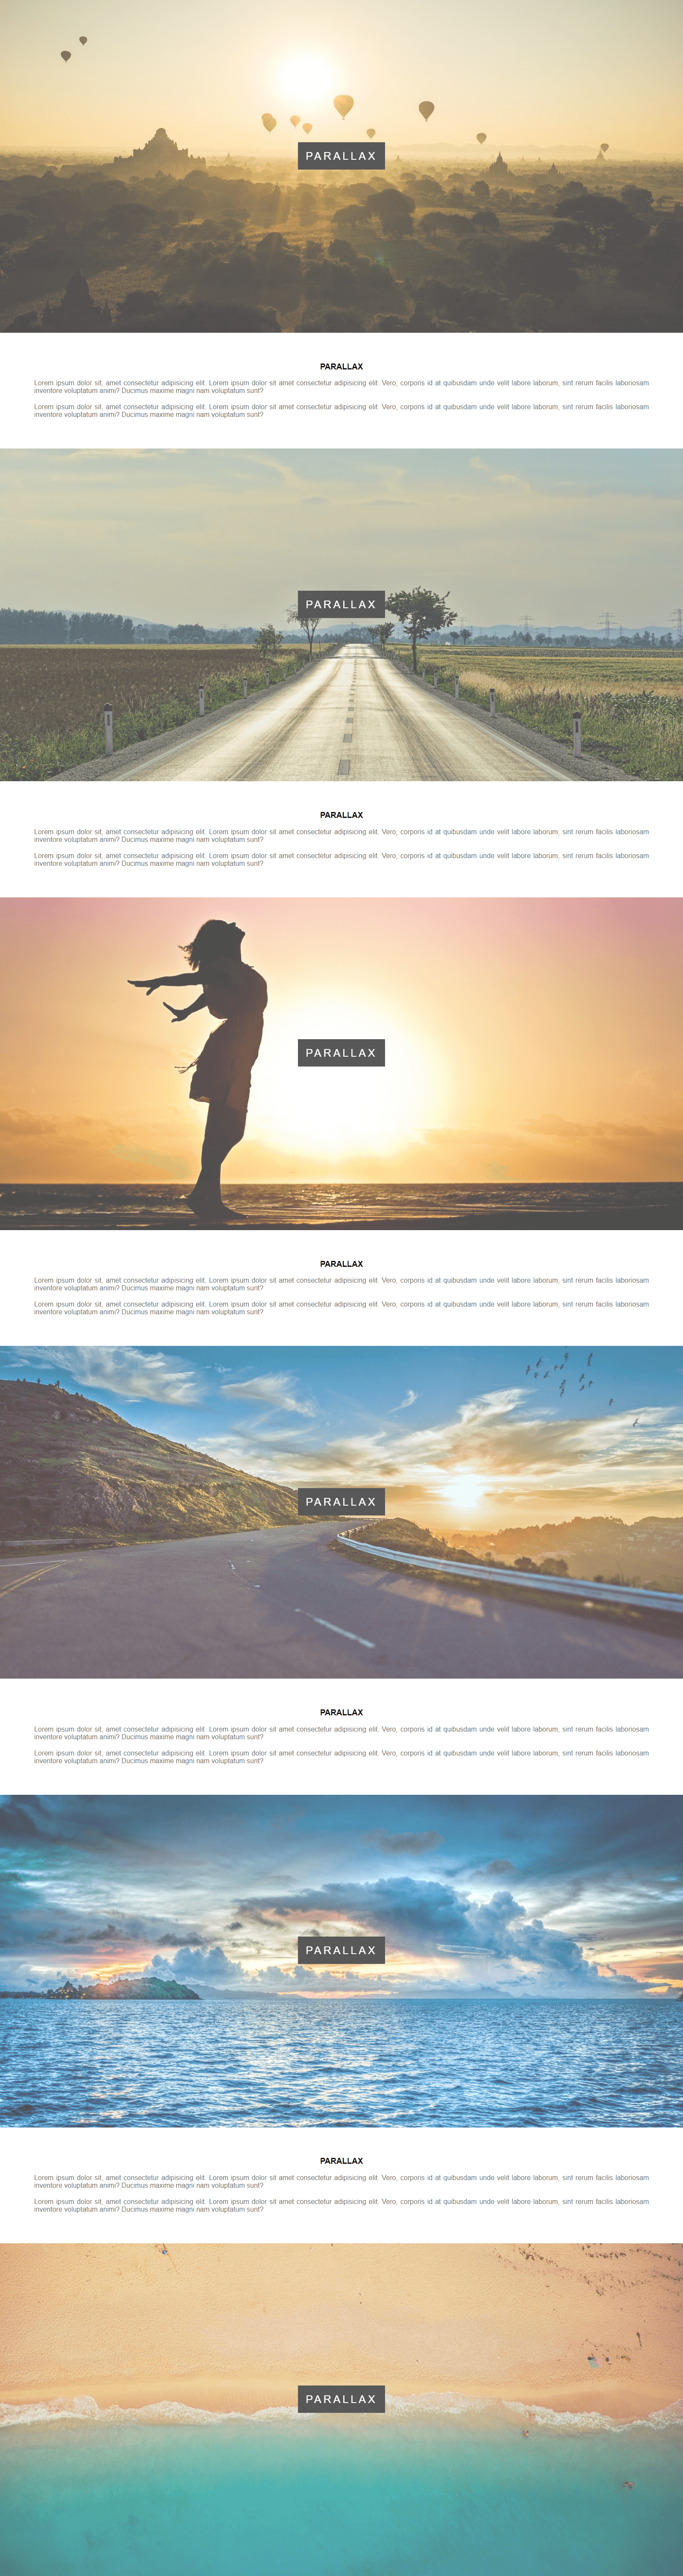 PARALLAX
PARALLAX
Lorem ipsum dolor sit, amet consectetur adipisicing elit. Lorem ipsum dolor sit amet consectetur adipisicing elit. Vero, corporis id at quibusdam unde velit labore laborum, sint rerum facilis laboriosam
inventore voluptatum animi? Ducimus maxime magni nam voluptatum sunt?
Lorem ipsum dolor sit, amet consectetur adipisicing elit. Lorem ipsum dolor sit amet consectetur adipisicing elit. Vero, corporis id at quibusdam unde velit labore laborum, sint rerum facilis laboriosam
inventore voluptatum animi? Ducimus maxime magni nam voluptatum sunt?
PARALLAX
PARALLAX
Lorem ipsum dolor sit, amet consectetur adipisicing elit. Lorem ipsum dolor sit amet consectetur adipisicing elit. Vero, corporis id at quibusdam unde velit labore laborum, sint rerum facilis laboriosam
inventore voluptatum animi? Ducimus maxime magni nam voluptatum sunt?
Lorem ipsum dolor sit, amet consectetur adipisicing elit. Lorem ipsum dolor sit amet consectetur adipisicing elit. Vero, corporis id at quibusdam unde velit labore laborum, sint rerum facilis laboriosam
inventore voluptatum animi? Ducimus maxime magni nam voluptatum sunt?
PARALLAX
PARALLAX
Lorem ipsum dolor sit, amet consectetur adipisicing elit. Lorem ipsum dolor sit amet consectetur adipisicing elit. Vero, corporis id at quibusdam unde velit labore laborum, sint rerum facilis laboriosam
inventore voluptatum animi? Ducimus maxime magni nam voluptatum sunt?
Lorem ipsum dolor sit, amet consectetur adipisicing elit. Lorem ipsum dolor sit amet consectetur adipisicing elit. Vero, corporis id at quibusdam unde velit labore laborum, sint rerum facilis laboriosam
inventore voluptatum animi? Ducimus maxime magni nam voluptatum sunt?
PARALLAX
PARALLAX
Lorem ipsum dolor sit, amet consectetur adipisicing elit. Lorem ipsum dolor sit amet consectetur adipisicing elit. Vero, corporis id at quibusdam unde velit labore laborum, sint rerum facilis laboriosam
inventore voluptatum animi? Ducimus maxime magni nam voluptatum sunt?
Lorem ipsum dolor sit, amet consectetur adipisicing elit. Lorem ipsum dolor sit amet consectetur adipisicing elit. Vero, corporis id at quibusdam unde velit labore laborum, sint rerum facilis laboriosam
inventore voluptatum animi? Ducimus maxime magni nam voluptatum sunt?
PARALLAX
PARALLAX
Lorem ipsum dolor sit, amet consectetur adipisicing elit. Lorem ipsum dolor sit amet consectetur adipisicing elit. Vero, corporis id at quibusdam unde velit labore laborum, sint rerum facilis laboriosam
inventore voluptatum animi? Ducimus maxime magni nam voluptatum sunt?
Lorem ipsum dolor sit, amet consectetur adipisicing elit. Lorem ipsum dolor sit amet consectetur adipisicing elit. Vero, corporis id at quibusdam unde velit labore laborum, sint rerum facilis laboriosam
inventore voluptatum animi? Ducimus maxime magni nam voluptatum sunt?
PARALLAX